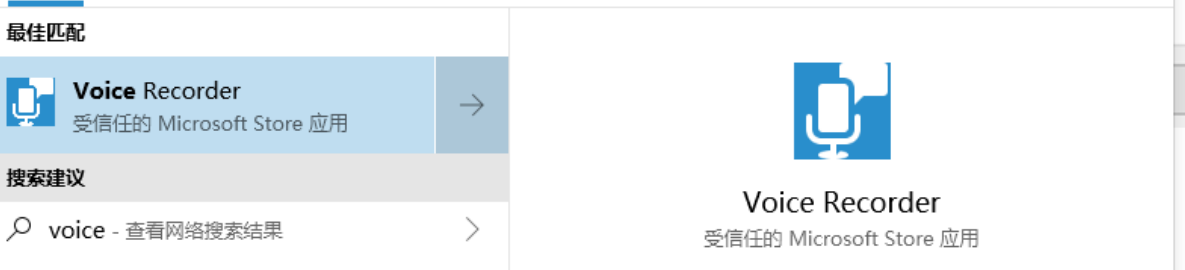 最佳匹配
Voice Recorder
受信任的 Microsoft Store 应用
搜索建议
voice - 查看网络搜索结果
Voice Recorder
受信任的 Microsoft Store 应用